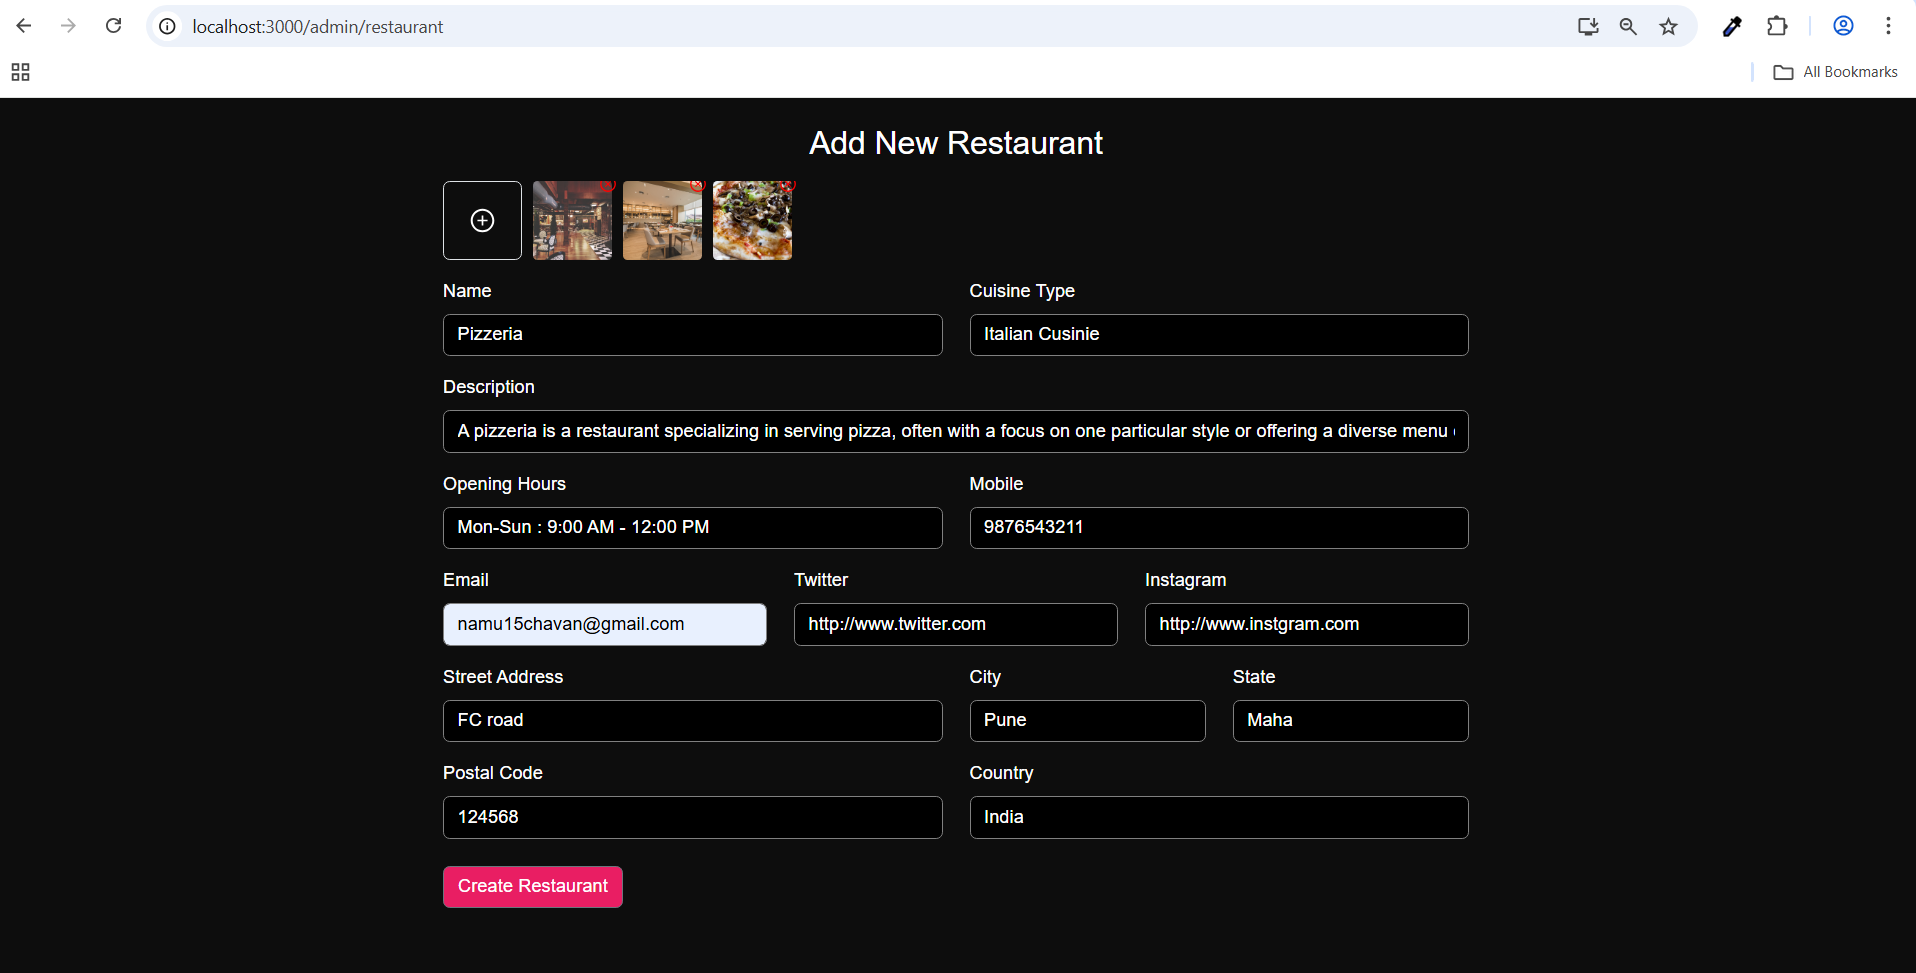 localhost:3000/admin/restaurant
All Bookmarks
Add New Restaurant
Name
Cuisine Type
Pizzeria
Italian Cusinie
Description
A pizzeria is a restaurant specializing in serving pizza, often with a focus on one particular style or offering a diverse menu
Opening Hours
Mobile
Mon-Sun : 9:00 AM - 12:00 PM
9876543211
Email
Twitter
Instagram
namu15chavan@gmail.com
http://www.twitter.com
http://www.instgram.com
Street Address
City
State
FC road
Pune
Maha
Postal Code
Country
124568
India
Create Restaurant